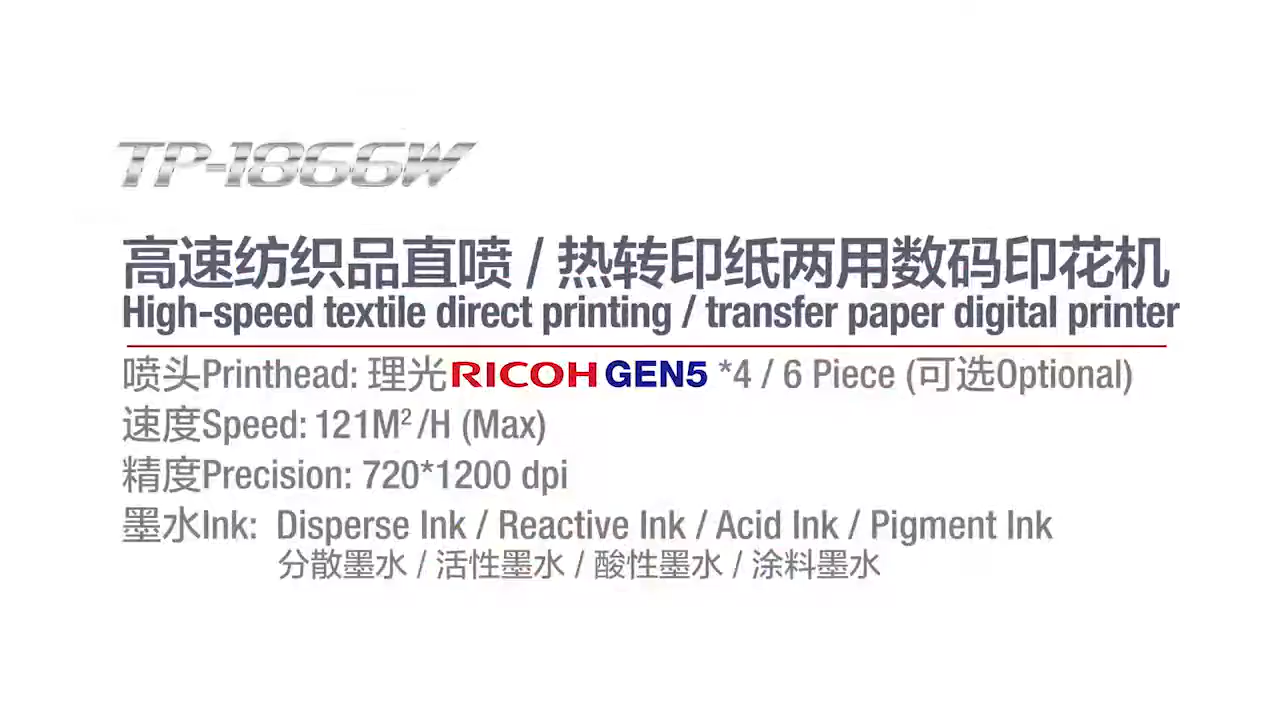 TP-1866W
高速纺织品直喷 / 热转印纸两用数码印花机
High-speed textile direct printing / transfer paper digital printer
喷头Printhead: 理光RICOH GEN5 *4 / 6 Piece (可选Optional)
速度Speed: 121M² /H (Max)
精度Precision: 720*1200 dpi
墨水Ink: Disperse Ink / Reactive Ink / Acid Ink / Pigment Ink
分散墨水 / 活性墨水 / 酸性墨水 / 涂料墨水